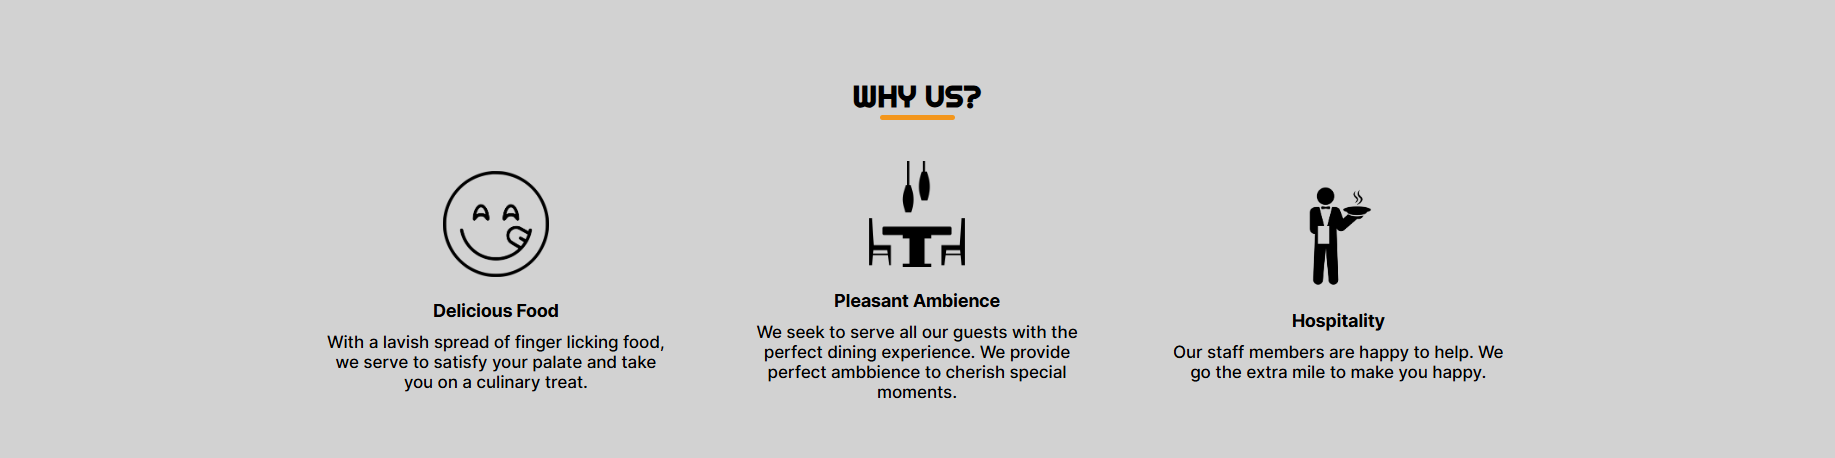 WHY US?
Delicious Food
With a lavish spread of finger licking food,
we serve to satisfy your palate and take
you on a culinary treat.
Pleasant Ambience
We seek to serve all our guests with the
perfect dining experience. We provide
perfect ambbience to cherish special
moments.
Hospitality
Our staff members are happy to help. We
go the extra mile to make you happy.